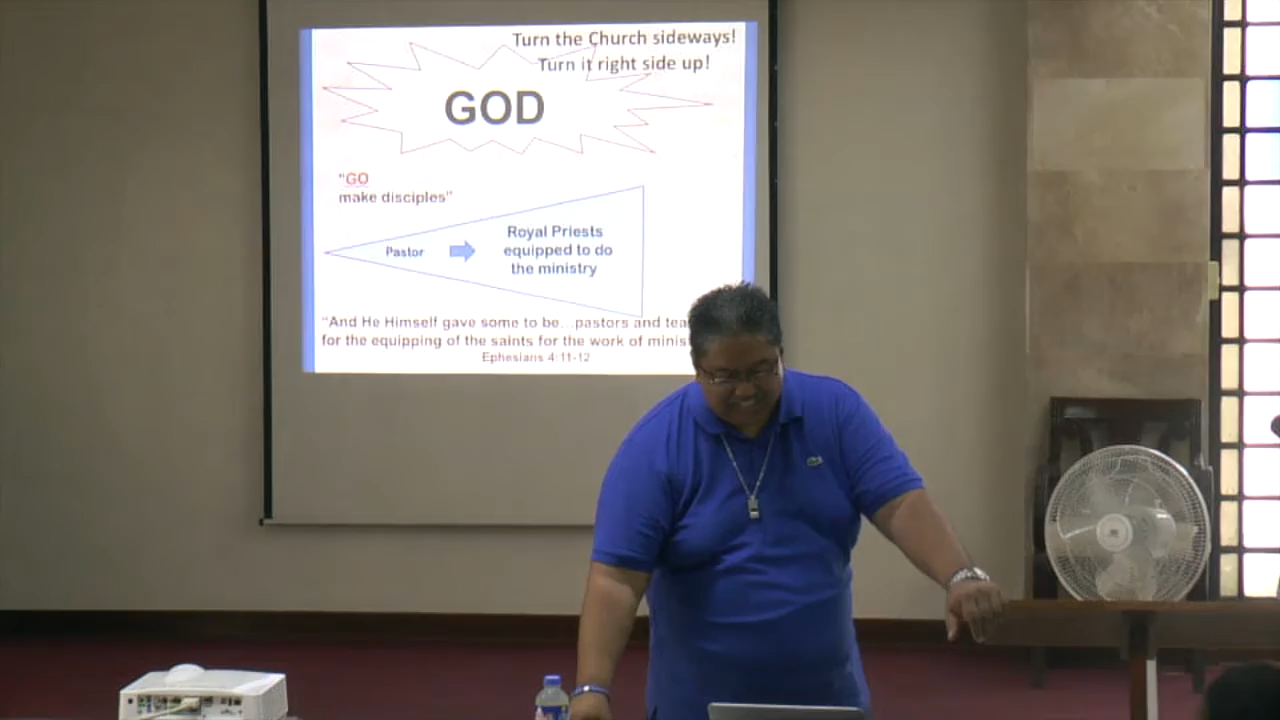 Turn the Church sideways!
Turn it right side up!
GOD
"GO
make disciples"
Pastor
Royal Priests
equipped to do
the ministry
"And He Himself gave some to be...pastors and
for the equipping of the saints for the work of
Ephesians 4:11-12